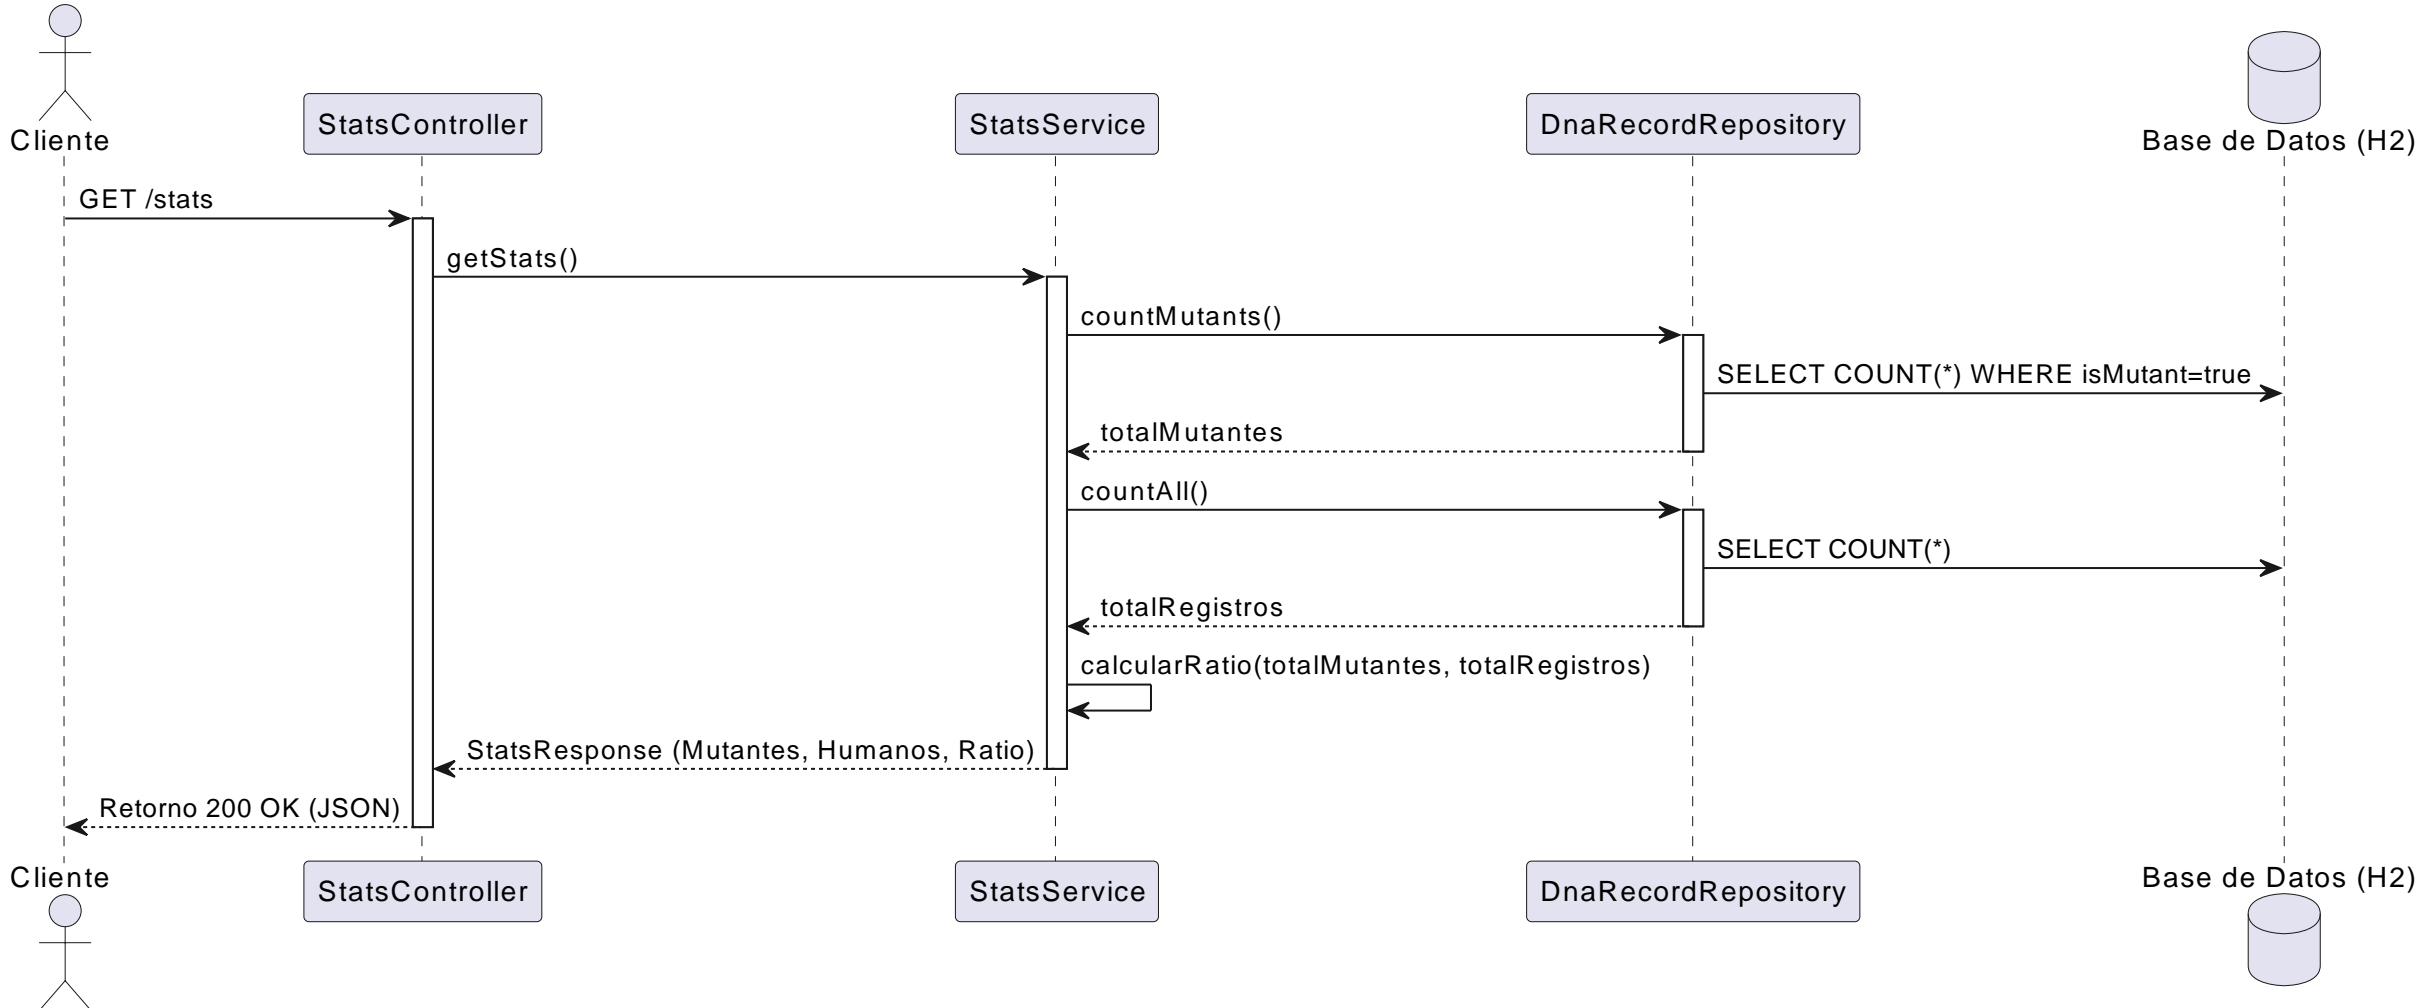 Cliente
StatsController
StatsService
DnaRecordRepository
Base de Datos (H2)
GET /stats
getStats()
countMutants()
SELECT COUNT(*) WHERE isMutant=true
totalMutantes
countAll()
SELECT COUNT(*)
totalRegistros
calcularRatio(totalMutantes, totalRegistros)
StatsResponse (Mutantes, Humanos, Ratio)
Retorno 200 OK (JSON)
Cliente
StatsController
StatsService
DnaRecordRepository
Base de Datos (H2)